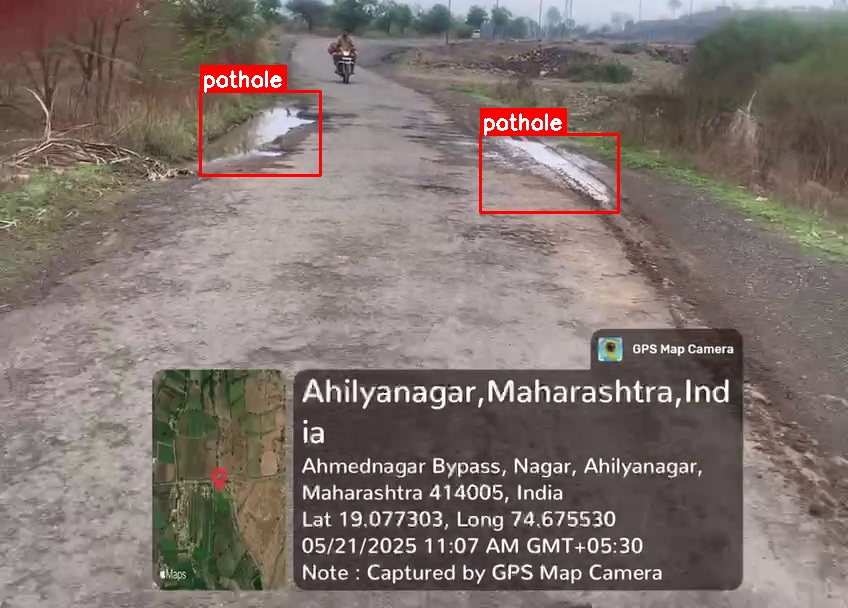 pothole
pothole
GPS Map Camera
Ahilyanagar,Maharashtra,Ind
ia
Ahmednagar Bypass, Nagar, Ahilyanagar,
Maharashtra 414005, India
Lat 19.077303, Long 74.675530
05/21/2025 11:07 AM GMT+05:30
Note : Captured by GPS Map Camera
Maps